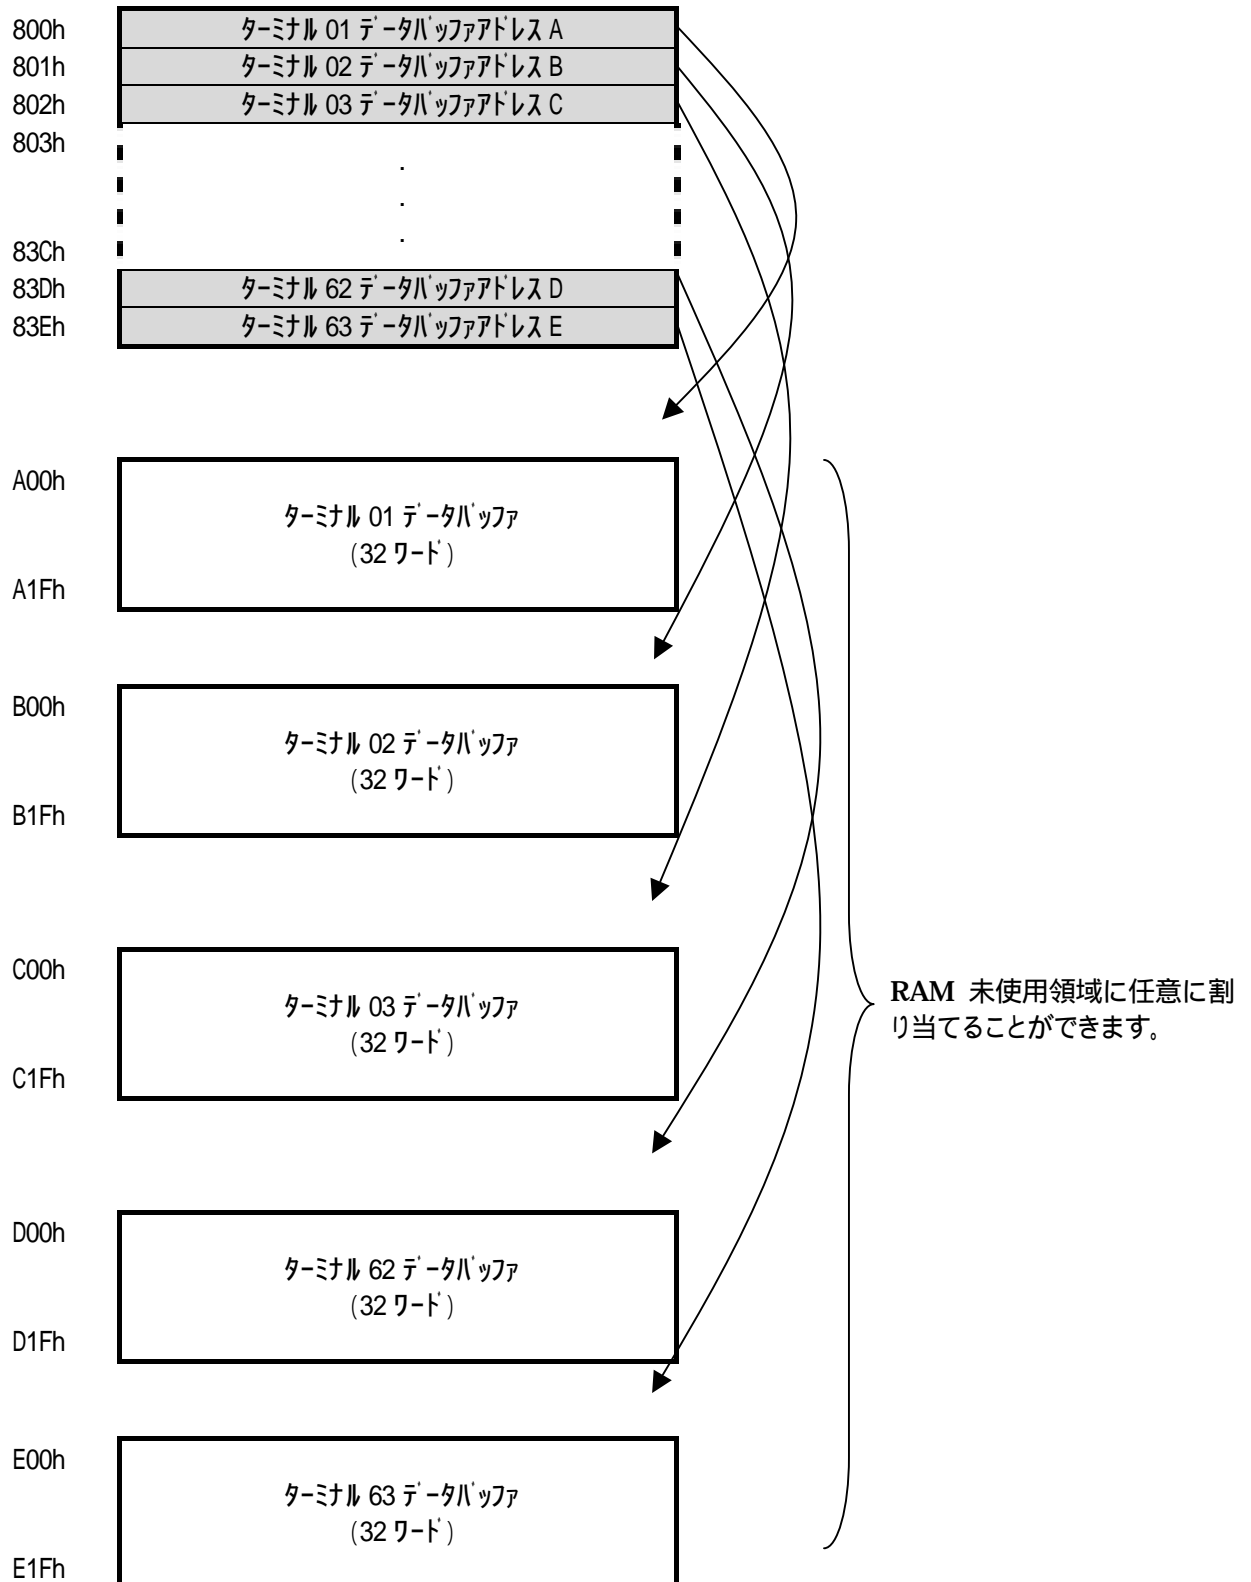 800h ﾀｰﾐﾅﾙ 01 ﾃﾞｰﾀﾊﾞｯﾌｧｱﾄﾞﾚｽ A
801h ﾀｰﾐﾅﾙ 02 ﾃﾞｰﾀﾊﾞｯﾌｧｱﾄﾞﾚｽ B
802h ﾀｰﾐﾅﾙ 03 ﾃﾞｰﾀﾊﾞｯﾌｧｱﾄﾞﾚｽ C
803h
.
.
.
83Ch
83Dh ﾀｰﾐﾅﾙ 62 ﾃﾞｰﾀﾊﾞｯﾌｧｱﾄﾞﾚｽ D
83Eh ﾀｰﾐﾅﾙ 63 ﾃﾞｰﾀﾊﾞｯﾌｧｱﾄﾞﾚｽ E
A00h
ﾀｰﾐﾅﾙ 01 ﾃﾞｰﾀﾊﾞｯﾌｧ
(32 ﾜｰﾄﾞ)
A1Fh
B00h
ﾀｰﾐﾅﾙ 02 ﾃﾞｰﾀﾊﾞｯﾌｧ
(32 ﾜｰﾄﾞ)
B1Fh
C00h
ﾀｰﾐﾅﾙ 03 ﾃﾞｰﾀﾊﾞｯﾌｧ
(32 ﾜｰﾄﾞ)
C1Fh
RAM 未使用領域に任意に割
り当てることができます。
D00h
ﾀｰﾐﾅﾙ 62 ﾃﾞｰﾀﾊﾞｯﾌｧ
(32 ﾜｰﾄﾞ)
D1Fh
E00h
ﾀｰﾐﾅﾙ 63 ﾃﾞｰﾀﾊﾞｯﾌｧ
(32 ﾜｰﾄﾞ)
E1Fh